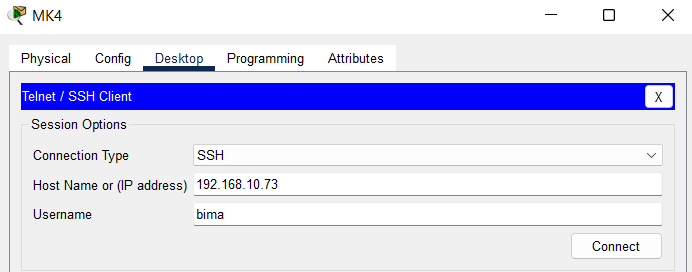 MK4
Physical Config Desktop Programming Attributes
Telnet / SSH Client X
Session Options
Connection Type SSH
Host Name or (IP address) 192.168.10.73
Username bima
Connect